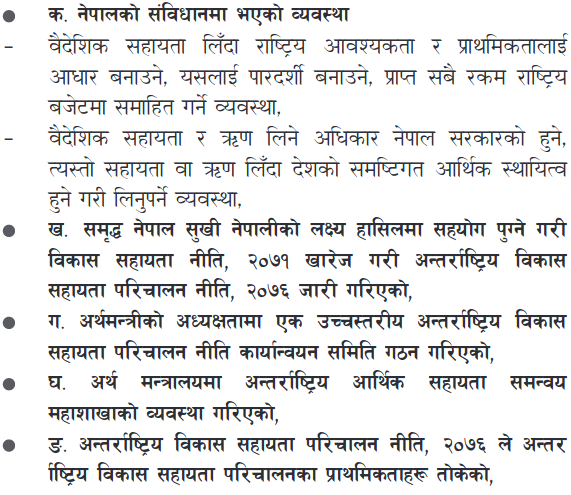 ● क. नेपालको संविधानमा भएको व्यवस्था
– वैदेशिक सहायता लिँदा राष्ट्रिय आवश्यकता र प्राथमिकतालाई
आधार बनाउने, यसलाई पारदर्शी बनाउने, प्राप्त सबै रकम राष्ट्रिय
बजेटमा समाहित गर्ने व्यवस्था,
– वैदेशिक सहायता र ऋण लिने अधिकार नेपाल सरकारको हुने,
त्यस्तो सहायता वा ऋण लिँदा देशको समष्टिगत आर्थिक स्थायित्व
हुने गरी लिनुपर्ने व्यवस्था,
● ख. समृद्ध नेपाल सुखी नेपालीको लक्ष्य हासिलमा सहयोग पुग्ने गरी
विकास सहायता नीति, २०७१ खारेज गरी अन्तर्राष्ट्रिय विकास
सहायता परिचालन नीति, २०७६ जारी गरिएको,
● ग. अर्थमन्त्रीको अध्यक्षतामा एक उच्चस्तरीय अन्तर्राष्ट्रिय विकास
सहायता परिचालन नीति कार्यान्वयन समिति गठन गरिएको,
● घ. अर्थ मन्त्रालयमा अन्तर्राष्ट्रिय आर्थिक सहायता समन्वय
महाशाखाको व्यवस्था गरिएको,
● ङ. अन्तर्राष्ट्रिय विकास सहायता परिचालन नीति, २०७६ ले अन्तर
्राष्ट्रिय विकास सहायता परिचालनका प्राथमिकताहरू तोकेको,